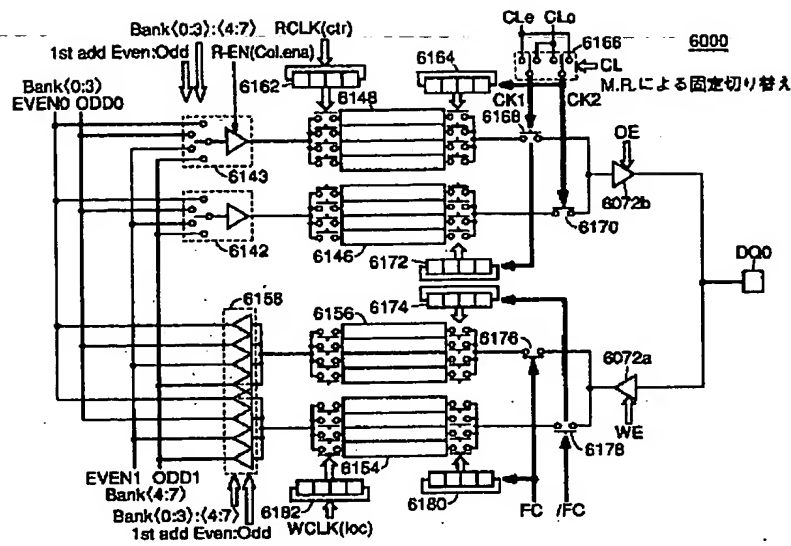 CLe CLo
Bank⟨0:3⟩:⟨4:7⟩ RCLK(ctr)
6000
1st add Even:Odd R-EN(Col.ena)
6164
6166
CL
Bank⟨0:3⟩
EVEN0 ODD0
6162
M.R.による固定切り替え
6148
CK1
CK2
6168
OE
6143
6072b
6142
6146
6172
6170
DQ0
6174
6158
6156
6176
6072a
WE
6178
EVEN1 ODD1
Bank⟨4:7⟩
6154
6182
6180
Bank⟨0:3⟩:⟨4:7⟩
1st add Even:Odd
WCLK(loc)
FC /FC